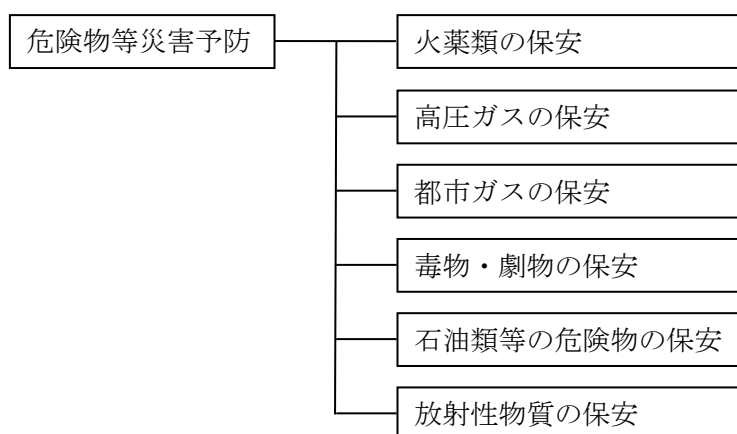 危険物等災害予防
火薬類の保安
高圧ガスの保安
都市ガスの保安
毒物・劇物の保安
石油類等の危険物の保安
放射性物質の保安